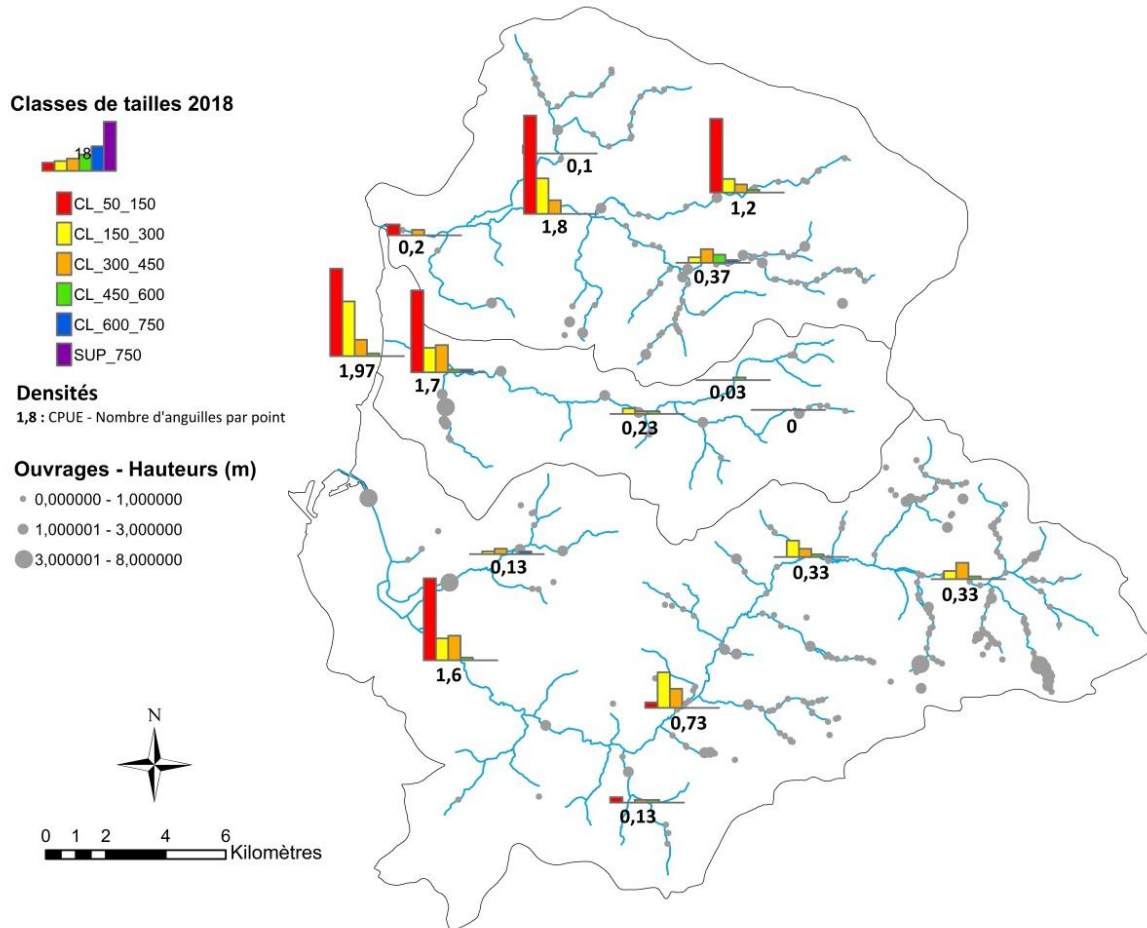 Classes de tailles 2018
18
CL_50_150
CL_150_300
CL_300_450
CL_450_600
CL_600_750
SUP_750
Densités
1,8 : CPUE - Nombre d'anguilles par point
Ouvrages - Hauteurs (m)
0,000000 - 1,000000
1,000001 - 3,000000
3,000001 - 8,000000
0,1
1,2
1,8
0,2
0,37
1,97
1,7
0,03
0,23
0
0,13
0,33
0,33
1,6
0,73
0,13
N
0 1 2 4 6
Kilomètres